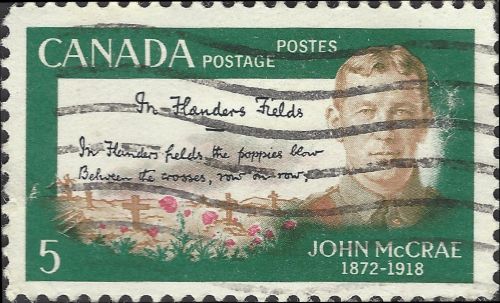 CANADA
POSTES
POSTAGE
In Flanders Fields
In Flanders fields the poppies blow
Between the crosses, row on row,
5
JOHN McCRAE
1872-1918